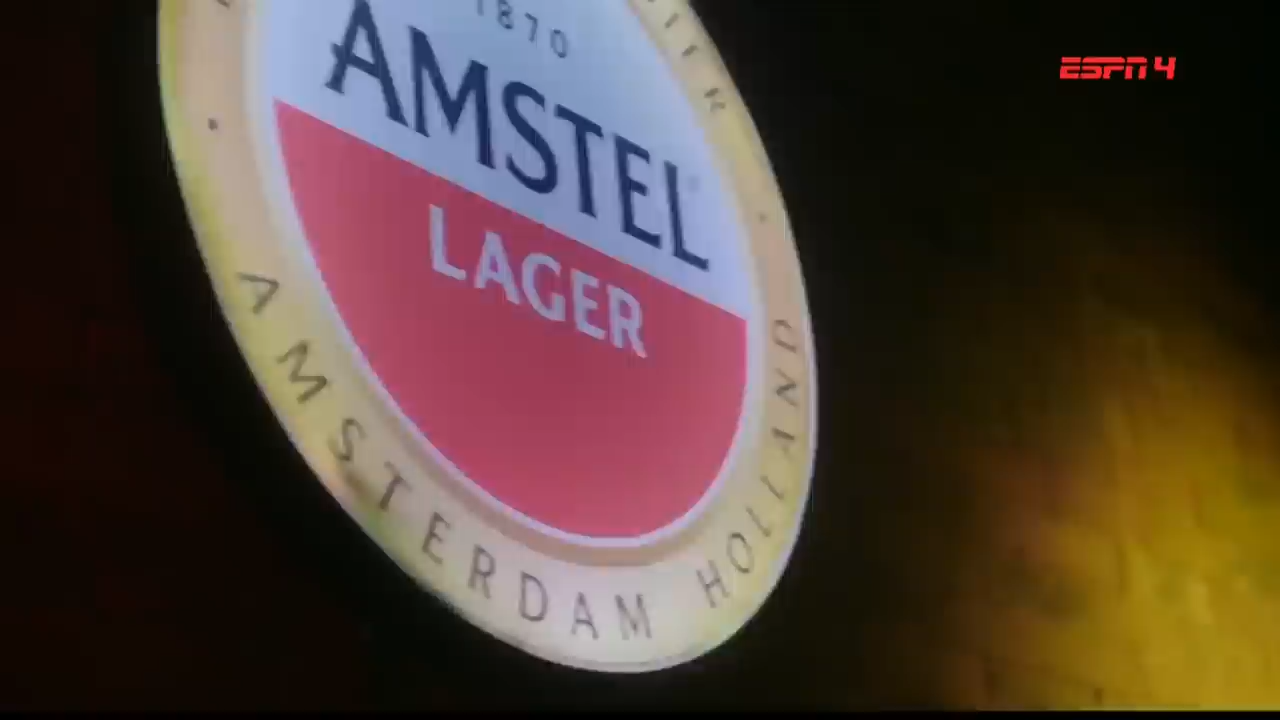 1870
AMSTEL
LAGER
AMSTERDAM HOLLAND
ESPN 4